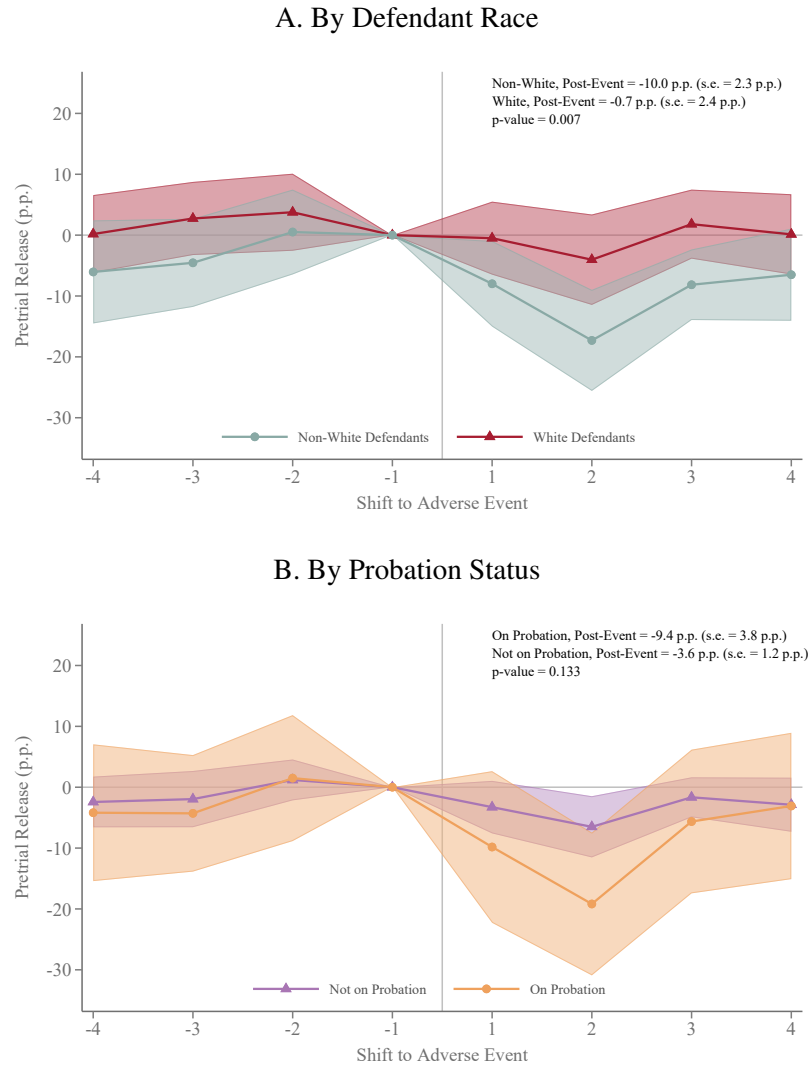 A. By Defendant Race
Non-White, Post-Event = -10.0 p.p. (s.e. = 2.3 p.p.)
White, Post-Event = -0.7 p.p. (s.e. = 2.4 p.p.)
p-value = 0.007
20
10
0
-10
-20
-30
Pretrial Release (p.p.)
Non-White Defendants
White Defendants
-4 -3 -2 -1 1 2 3 4
Shift to Adverse Event
B. By Probation Status
On Probation, Post-Event = -9.4 p.p. (s.e. = 3.8 p.p.)
Not on Probation, Post-Event = -3.6 p.p. (s.e. = 1.2 p.p.)
p-value = 0.133
20
10
0
-10
-20
-30
Pretrial Release (p.p.)
Not on Probation
On Probation
-4 -3 -2 -1 1 2 3 4
Shift to Adverse Event